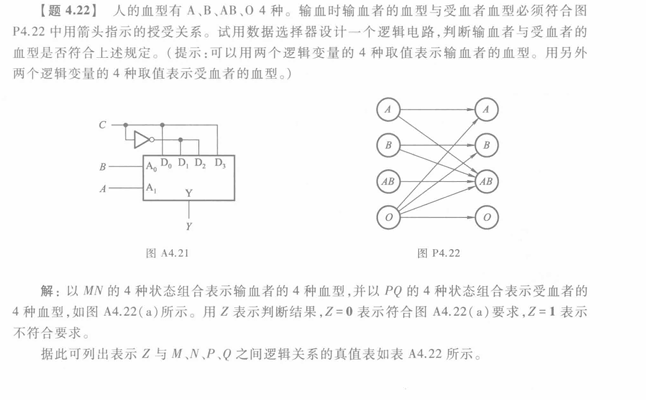 【题 4.22】 人的血型有 A、B、AB、O 4 种。输血时输血者的血型与受血者血型必须符合图
P4.22 中用箭头指示的授受关系。试用数据选择器设计一个逻辑电路,判断输血者与受血者的
血型是否符合上述规定。(提示:可以用两个逻辑变量的 4 种取值表示输血者的血型。用另外
两个逻辑变量的 4 种取值表示受血者的血型。)
C
B
A
A₀ D₀ D₁ D₂ D₃
A₁
Y
Y
图 A4.21
A A
B B
AB AB
O O
图 P4.22
解:以 MN 的 4 种状态组合表示输血者的 4 种血型,并以 PQ 的 4 种状态组合表示受血者的
4 种血型,如图 A4.22(a)所示。用 Z 表示判断结果,Z=0 表示符合图 A4.22(a)要求,Z=1 表示
不符合要求。
据此可列出表示 Z 与 M、N、P、Q 之间逻辑关系的真值表如表 A4.22 所示。